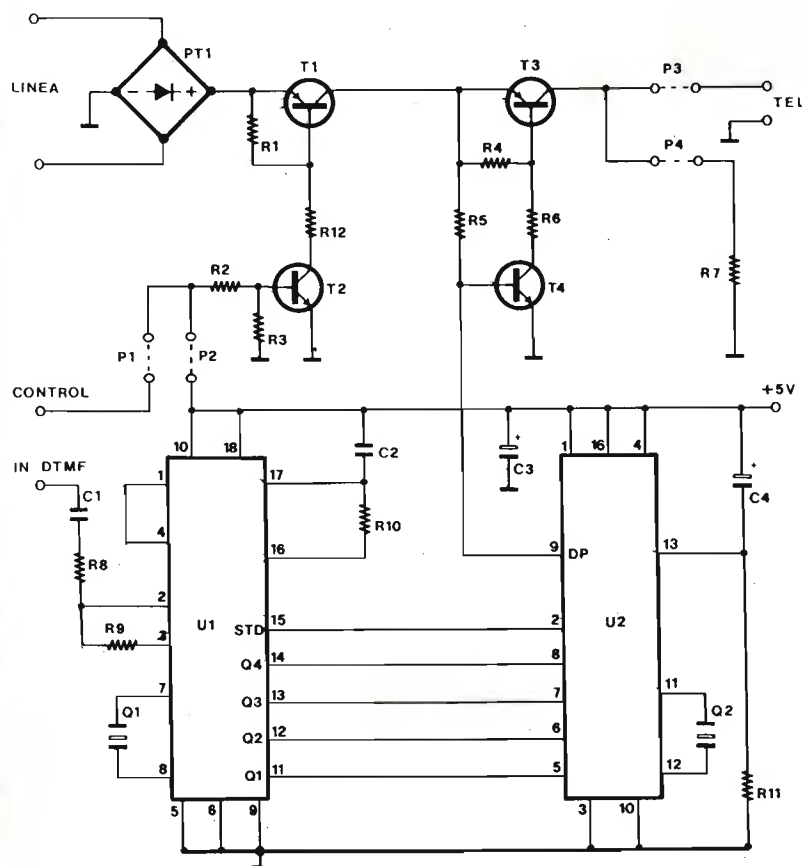 PT1
T1
T3
P3
LINEA
- +
TEL
R1
R4
P4
R12
R5
R6
R2
T2
T4
R7
R3
P1
P2
CONTROL
+5V
10
18
1
16
4
IN DTMF
C2
+
C3
+
C4
1
17
C1
R10
4
16
9
DP
13
R8
2
U1
15
STD
2
U2
R9
3
14
Q4
8
7
13
Q3
7
11
Q1
Q2
12
Q2
6
8
11
Q1
5
12
R11
5
6
9
3
10